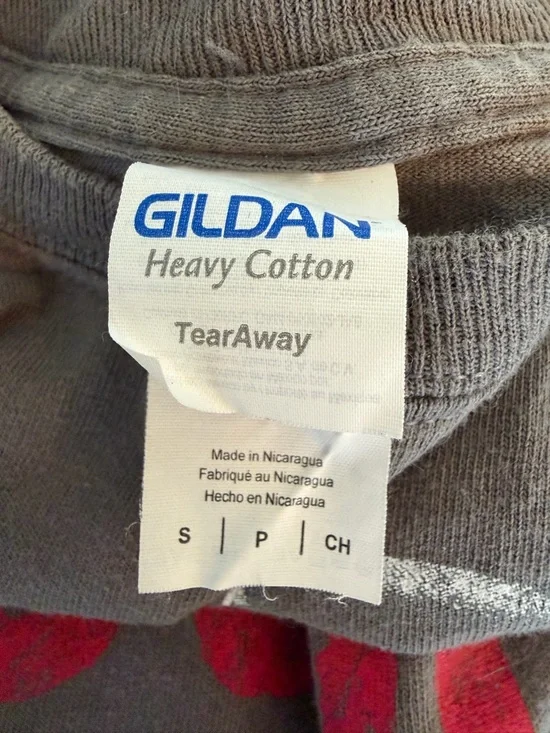 GILDAN
Heavy Cotton
TearAway
Made in Nicaragua
Fabriqué au Nicaragua
Hecho en Nicaragua
S | P | CH